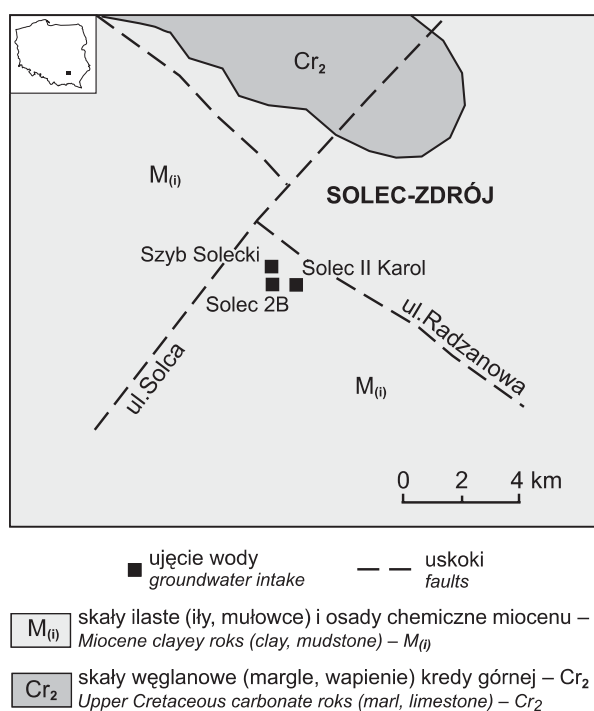 Cr₂
M(i)
SOLEC-ZDRÓJ
Szyb Solecki
Solec II Karol
Solec 2B
ul.Radzanowa
ul.Solca
M(i)
0 2 4 km
ujęcie wody
groundwater intake
uskoki
faults
M(i)
skały ilaste (iły, mułowce) i osady chemiczne miocenu –
Miocene clayey roks (clay, mudstone) – M(i)
Cr₂
skały węglanowe (margle, wapienie) kredy górnej – Cr₂
Upper Cretaceous carbonate roks (marl, limestone) – Cr₂